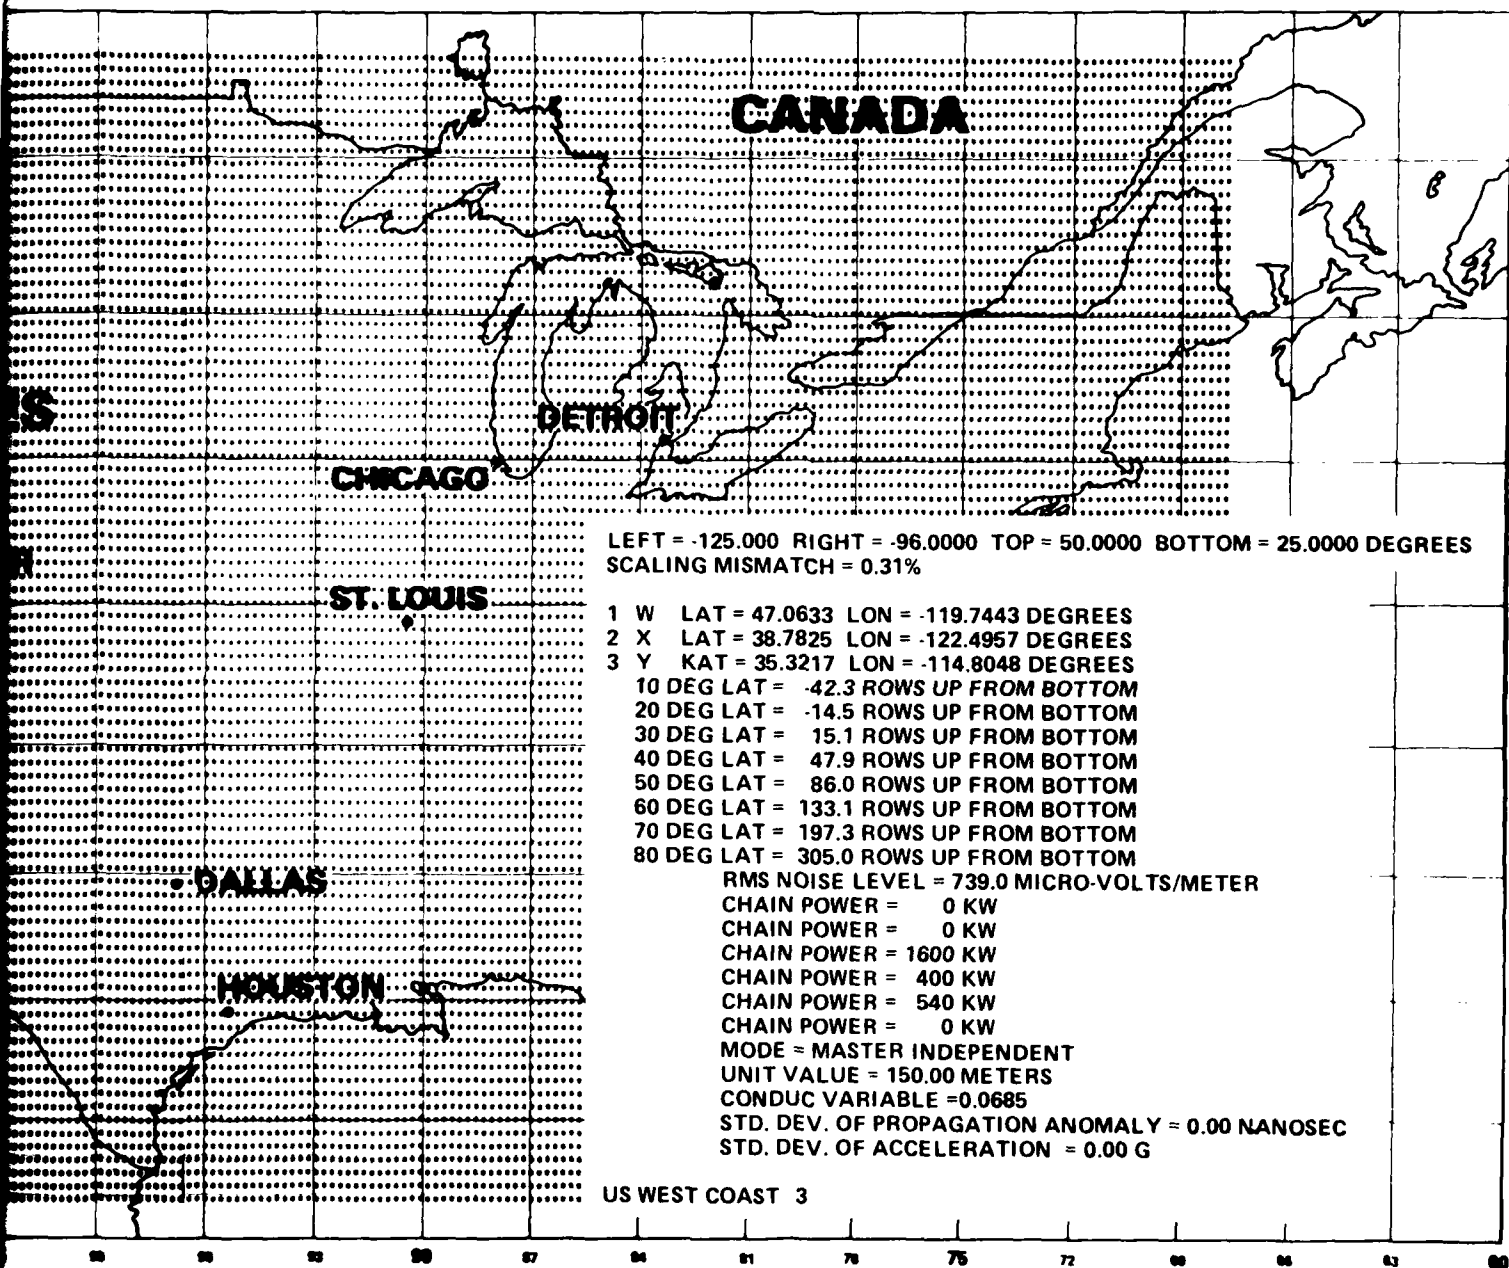 CANADA
S
DETROIT
CHICAGO
ST. LOUIS
DALLAS
HOUSTON
LEFT = -125.000 RIGHT = -96.0000 TOP = 50.0000 BOTTOM = 25.0000 DEGREES
SCALING MISMATCH = 0.31%
1 W LAT = 47.0633 LON = -119.7443 DEGREES
2 X LAT = 38.7825 LON = -122.4957 DEGREES
3 Y KAT = 35.3217 LON = -114.8048 DEGREES
10 DEG LAT = -42.3 ROWS UP FROM BOTTOM
20 DEG LAT = -14.5 ROWS UP FROM BOTTOM
30 DEG LAT = 15.1 ROWS UP FROM BOTTOM
40 DEG LAT = 47.9 ROWS UP FROM BOTTOM
50 DEG LAT = 86.0 ROWS UP FROM BOTTOM
60 DEG LAT = 133.1 ROWS UP FROM BOTTOM
70 DEG LAT = 197.3 ROWS UP FROM BOTTOM
80 DEG LAT = 305.0 ROWS UP FROM BOTTOM
RMS NOISE LEVEL = 739.0 MICRO-VOLTS/METER
CHAIN POWER = 0 KW
CHAIN POWER = 0 KW
CHAIN POWER = 1600 KW
CHAIN POWER = 400 KW
CHAIN POWER = 540 KW
CHAIN POWER = 0 KW
MODE = MASTER INDEPENDENT
UNIT VALUE = 150.00 METERS
CONDUC VARIABLE =0.0685
STD. DEV. OF PROPAGATION ANOMALY = 0.00 NANOSEC
STD. DEV. OF ACCELERATION = 0.00 G
US WEST COAST 3
90 87 84 81 78 75 72